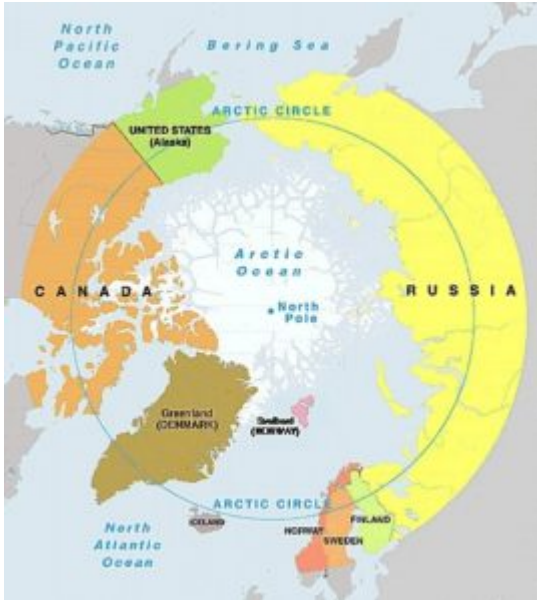 North
Pacific
Ocean
Bering Sea
ARCTIC CIRCLE
UNITED STATES
(Alaska)
Arctic
Ocean
CANADA
RUSSIA
North
Pole
Greenland
(DENMARK)
Svalbard
(NORWAY)
ARCTIC CIRCLE
ICELAND
NORWAY
FINLAND
SWEDEN
North
Atlantic
Ocean